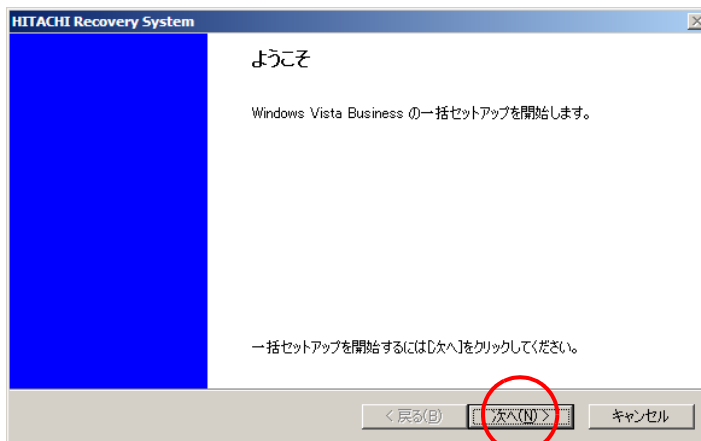 HITACHI Recovery System
ようこそ
Windows Vista Business の一括セットアップを開始します。
一括セットアップを開始するには[次へ]をクリックしてください。
< 戻る(B)
次へ(N) >
キャンセル